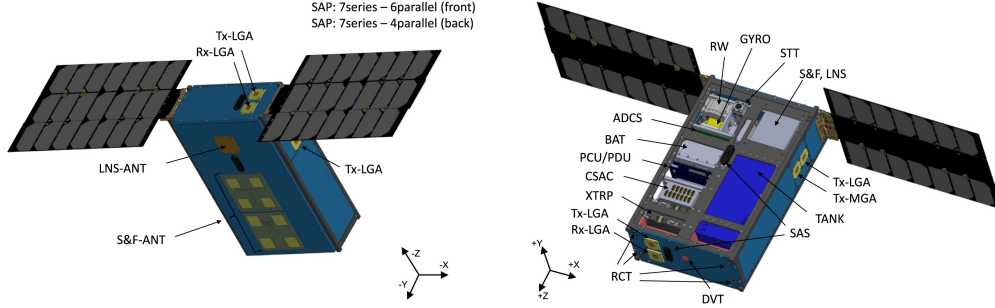 SAP: 7series – 6parallel (front)
SAP: 7series – 4parallel (back)
Tx-LGA
Rx-LGA
LNS-ANT
Tx-LGA
S&F-ANT
-Z
-X
-Y
RW
GYRO
STT
S&F, LNS
ADCS
BAT
PCU/PDU
CSAC
XTRP
Tx-LGA
Rx-LGA
Tx-LGA
Tx-MGA
TANK
SAS
RCT
DVT
+Y
+X
+Z